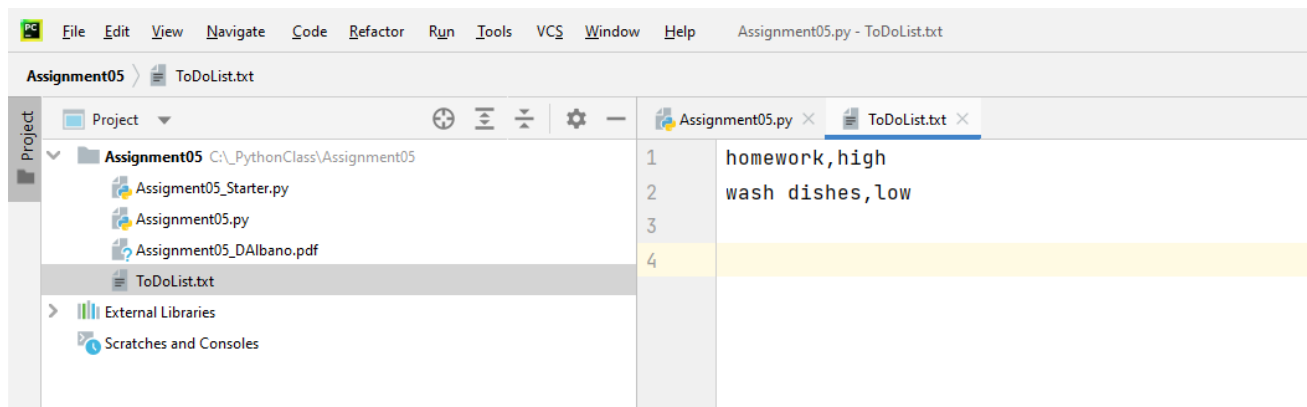 PC File Edit View Navigate Code Refactor Run Tools VCS Window Help Assignment05.py - ToDoList.txt
Assignment05 ToDoList.txt
Project
Project Assignment05.py ToDoList.txt
Assignment05 C:\_PythonClass\Assignment05
Assigment05_Starter.py
Assignment05.py
Assignment05_DAlbano.pdf
ToDoList.txt
External Libraries
Scratches and Consoles
1 homework,high
2 wash dishes,low
3
4